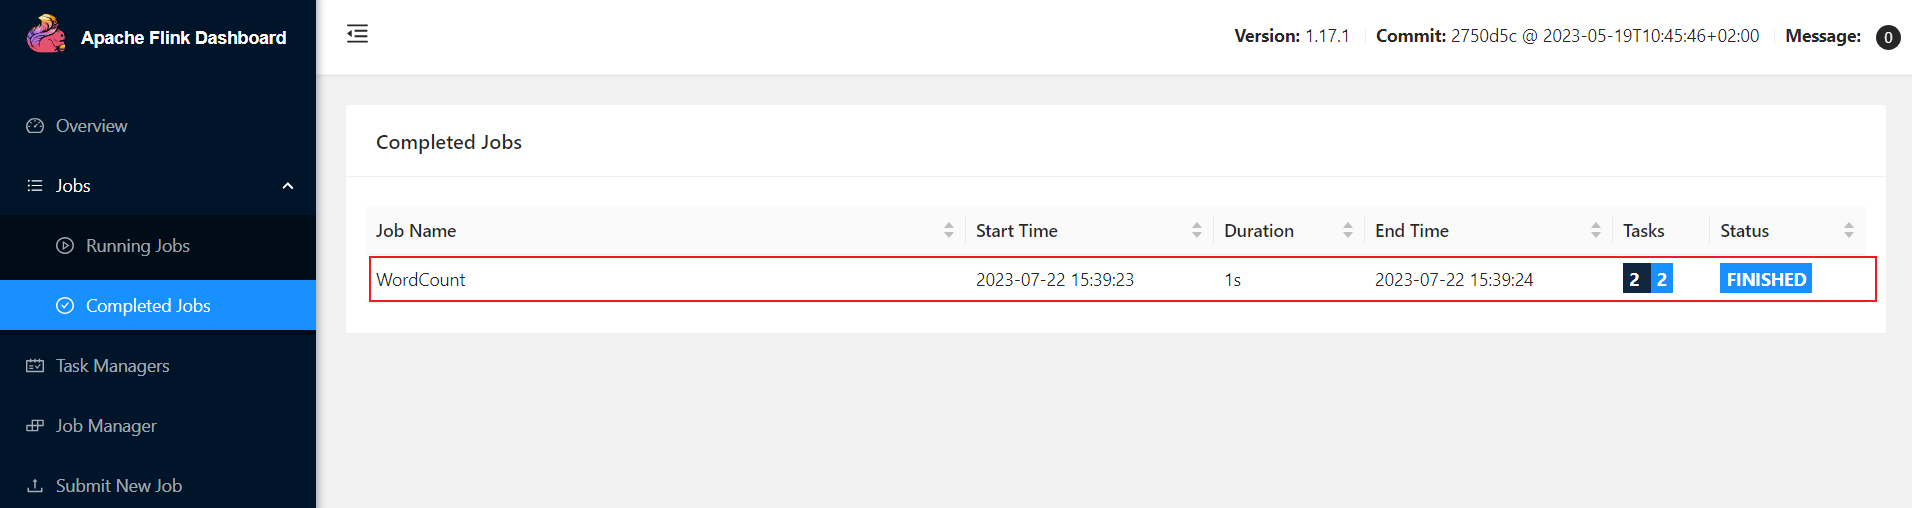 Apache Flink Dashboard
Version: 1.17.1 Commit: 2750d5c @ 2023-05-19T10:45:46+02:00 Message: 0
Overview
Jobs
Running Jobs
Completed Jobs
Task Managers
Job Manager
Submit New Job
Completed Jobs
Job Name Start Time Duration End Time Tasks Status
WordCount 2023-07-22 15:39:23 1s 2023-07-22 15:39:24 2 2 FINISHED